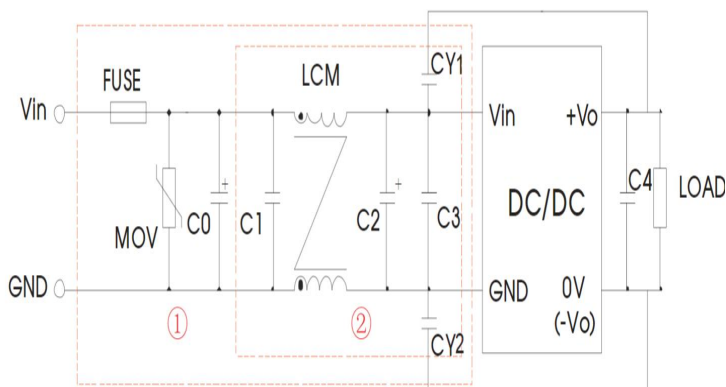 FUSE
LCM
CY1
Vin
Vin
+Vo
MOV
C0
C1
C2
C3
DC/DC
C4
LOAD
GND
①
②
GND
0V
(-Vo)
CY2
+
+